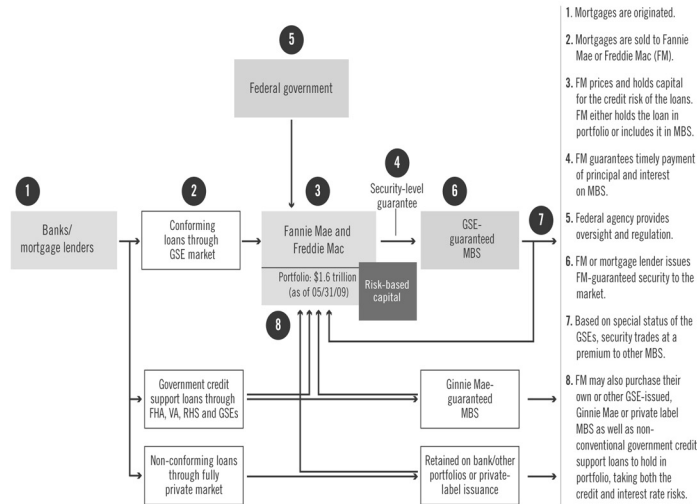 5
Federal government
1
2
3
4
Security-level
guarantee
6
7
Banks/
mortgage lenders
Conforming
loans through
GSE market
Fannie Mae and
Freddie Mac
Portfolio: $1.6 trillion
(as of 05/31/09)
Risk-based
capital
GSE-
guaranteed
MBS
8
Government credit
support loans through
FHA, VA, RHS and GSEs
Ginnie Mae-
guaranteed
MBS
Non-conforming loans
through fully
private market
Retained on bank/other
portfolios or private-
label issuance
1. Mortgages are originated.
2. Mortgages are sold to Fannie
Mae or Freddie Mac (FM).
3. FM prices and holds capital
for the credit risk of the loans.
FM either holds the loan in
portfolio or includes it in MBS.
4. FM guarantees timely payment
of principal and interest
on MBS.
5. Federal agency provides
oversight and regulation.
6. FM or mortgage lender issues
FM-guaranteed security to the
market.
7. Based on special status of the
GSEs, security trades at a
premium to other MBS.
8. FM may also purchase their
own or other GSE-issued,
Ginnie Mae or private label
MBS as well as non-
conventional government credit
support loans to hold in
portfolio, taking both the
credit and interest rate risks.